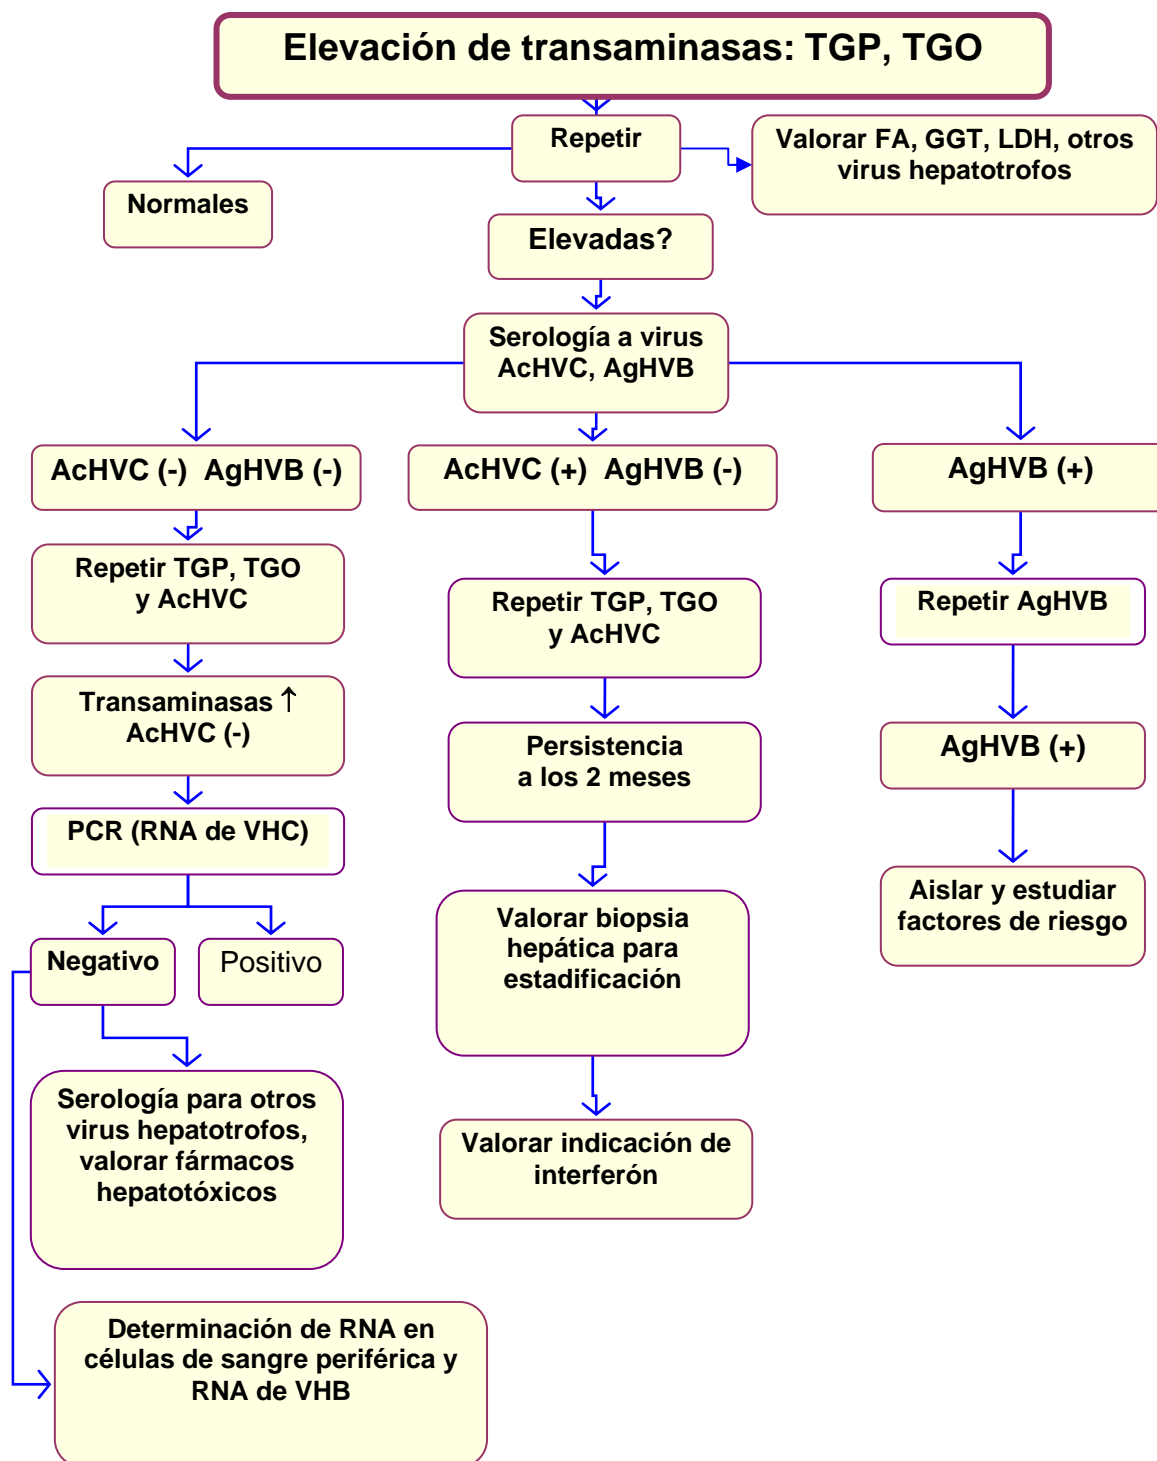 Elevación de transaminasas: TGP, TGO
Repetir
Valorar FA, GGT, LDH, otros
virus hepatotrofos
Normales
Elevadas?
Serología a virus
AcHVC, AgHVB
AcHVC (-)  AgHVB (-)
AcHVC (+)  AgHVB (-)
AgHVB (+)
Repetir TGP, TGO
y AcHVC
Repetir TGP, TGO
y AcHVC
Repetir AgHVB
Transaminasas ↑
AcHVC (-)
Persistencia
a los 2 meses
AgHVB (+)
PCR (RNA de VHC)
Valorar biopsia
hepática para
estadificación
Aislar y estudiar
factores de riesgo
Negativo
Positivo
Serología para otros
virus hepatotrofos,
valorar fármacos
hepatotóxicos
Valorar indicación de
interferón
Determinación de RNA en
células de sangre periférica y
RNA de VHB